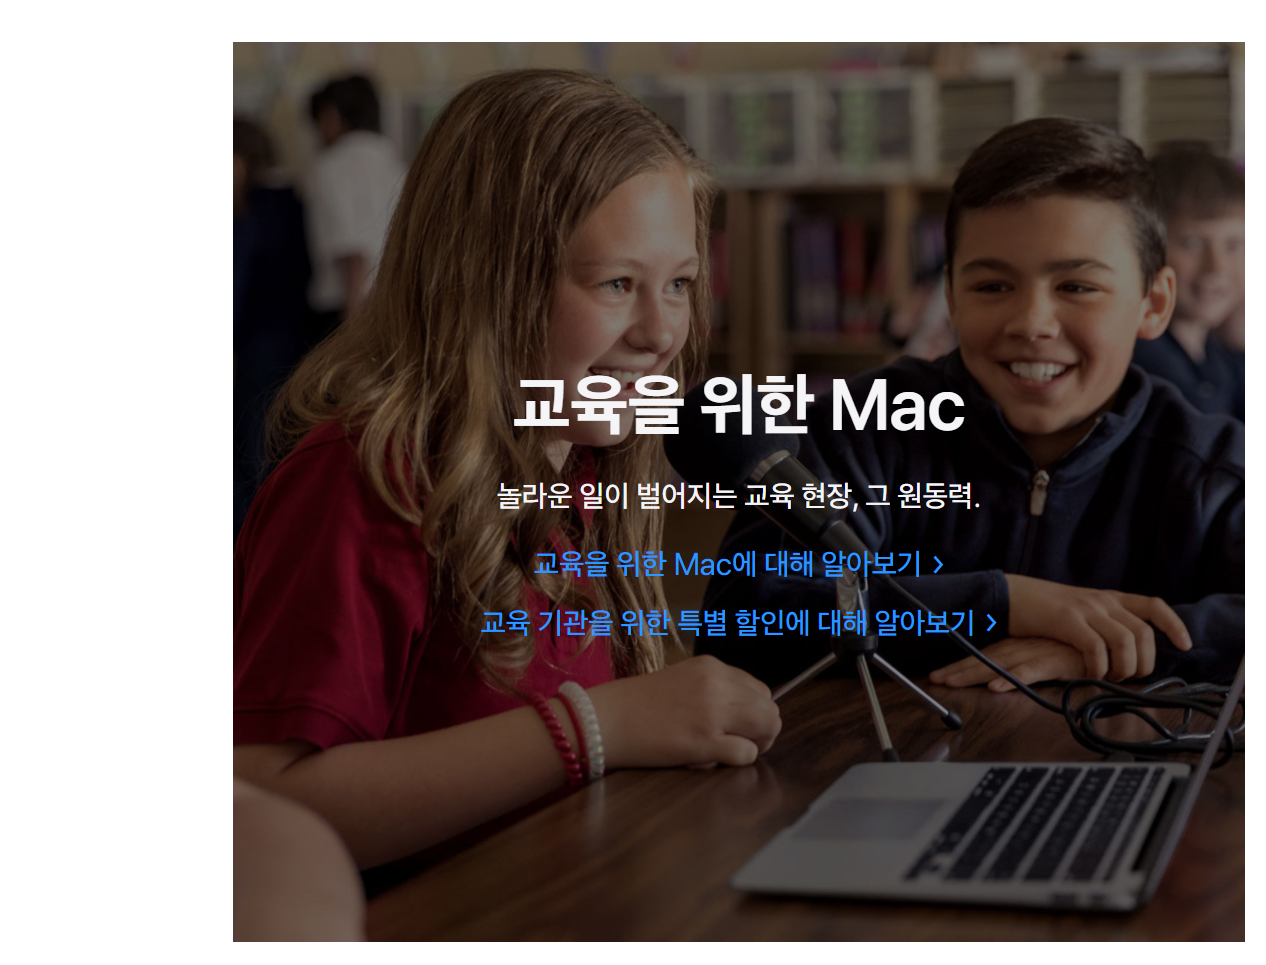 교육을 위한 Mac
놀라운 일이 벌어지는 교육 현장, 그 원동력.
교육을 위한 Mac에 대해 알아보기 >
교육 기관을 위한 특별 할인에 대해 알아보기 >